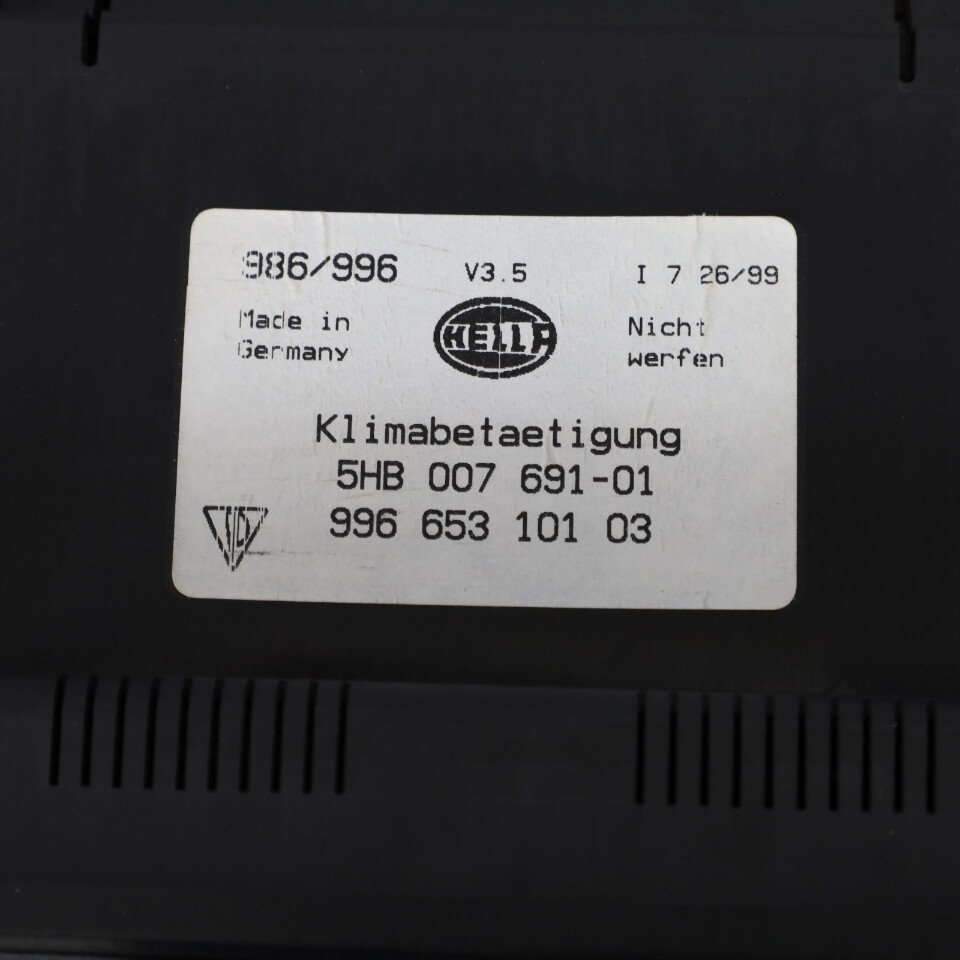 986/996 V3.5 I 7 26/99
Made in Germany
HELLA
Nicht werfen
Klimabetaetigung
5HB 007 691-01
996 653 101 03